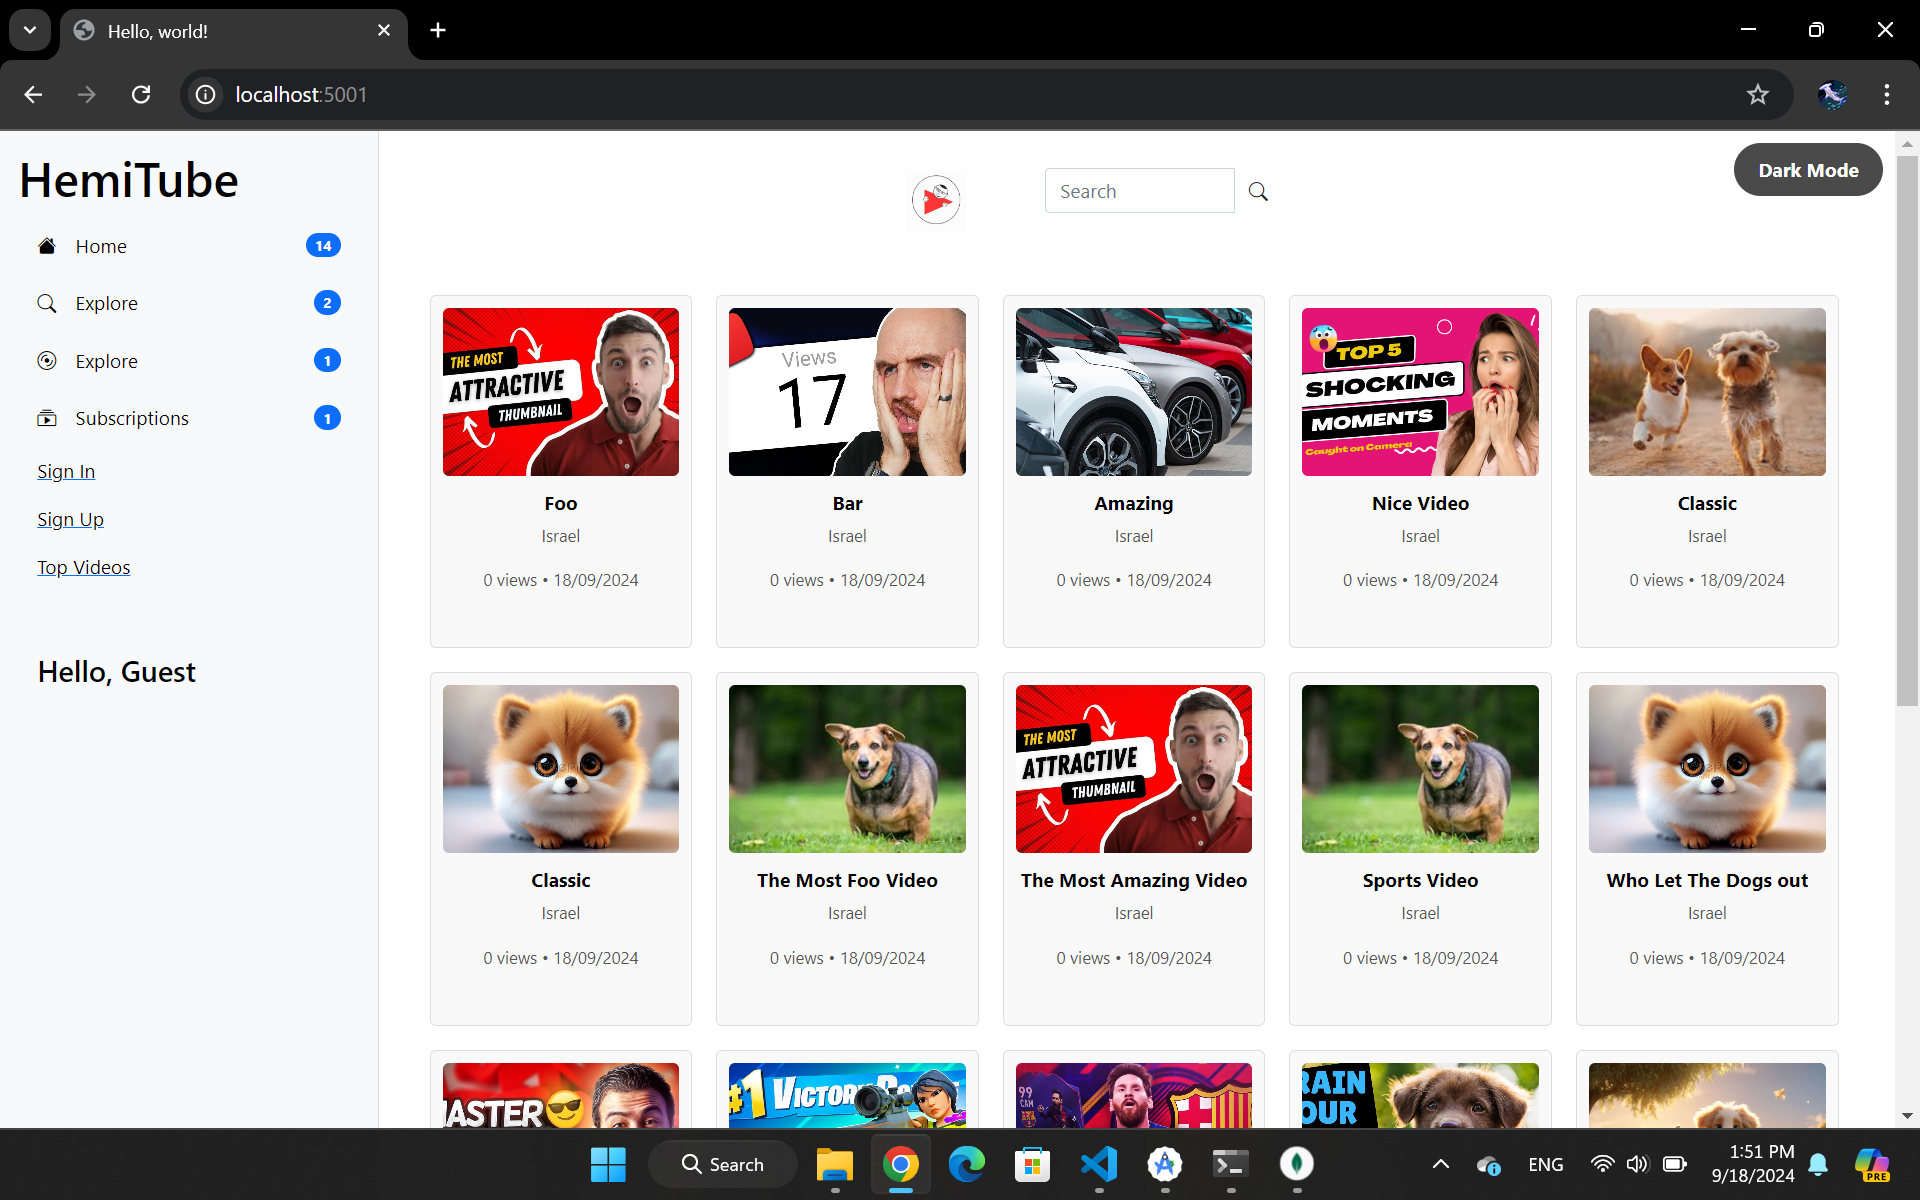 Hello, world!
localhost:5001
HemiTube
Home 14
Explore 2
Explore 1
Subscriptions 1
Sign In
Sign Up
Top Videos
Hello, Guest
Search
Dark Mode
THE MOST
ATTRACTIVE
THUMBNAIL
Foo
Israel
0 views • 18/09/2024
Views
17
Bar
Israel
0 views • 18/09/2024
Amazing
Israel
0 views • 18/09/2024
TOP 5
SHOCKING
MOMENTS
Caught on Camera
Nice Video
Israel
0 views • 18/09/2024
Classic
Israel
0 views • 18/09/2024
Classic
Israel
0 views • 18/09/2024
The Most Foo Video
Israel
0 views • 18/09/2024
THE MOST
ATTRACTIVE
THUMBNAIL
The Most Amazing Video
Israel
0 views • 18/09/2024
Sports Video
Israel
0 views • 18/09/2024
Who Let The Dogs out
Israel
0 views • 18/09/2024
ASTER
#1 VICTORY
99
CAM
RAIN
OUR
Search
ENG
1:51 PM
9/18/2024
PRE